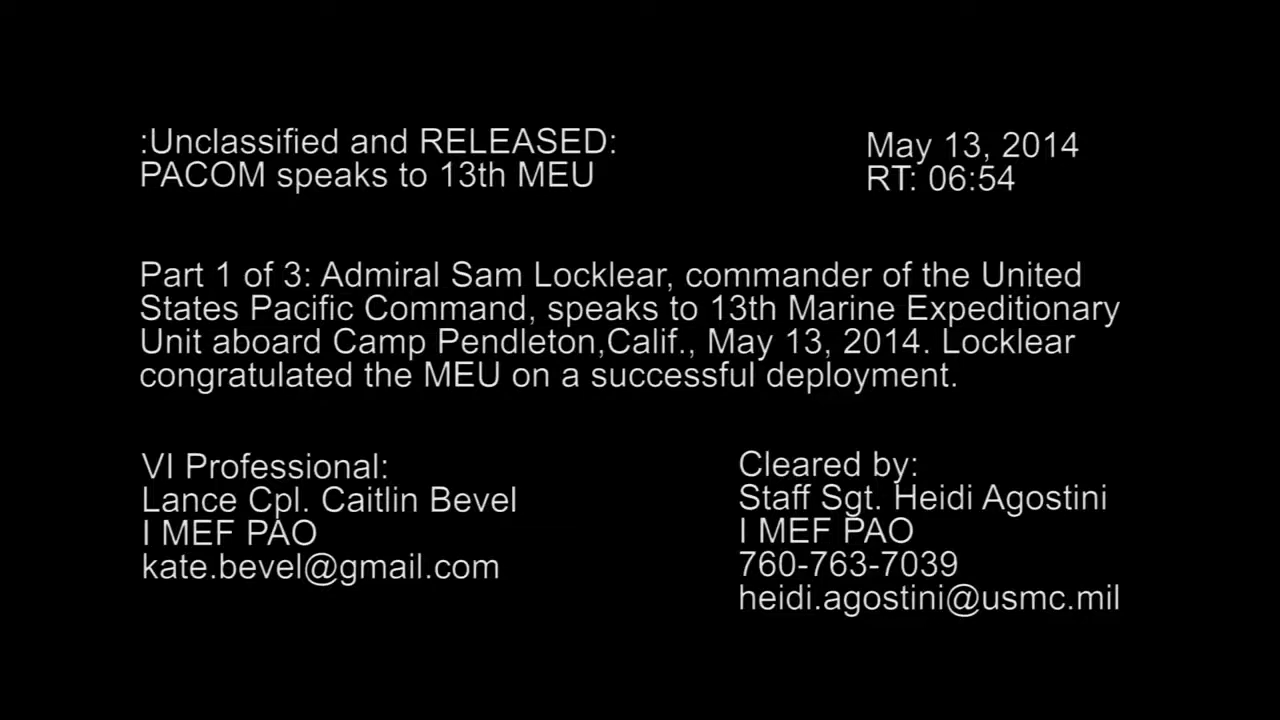 :Unclassified and RELEASED:
PACOM speaks to 13th MEU
May 13, 2014
RT: 06:54
Part 1 of 3: Admiral Sam Locklear, commander of the United
States Pacific Command, speaks to 13th Marine Expeditionary
Unit aboard Camp Pendleton,Calif., May 13, 2014. Locklear
congratulated the MEU on a successful deployment.
VI Professional:
Lance Cpl. Caitlin Bevel
I MEF PAO
kate.bevel@gmail.com
Cleared by:
Staff Sgt. Heidi Agostini
I MEF PAO
760-763-7039
heidi.agostini@usmc.mil